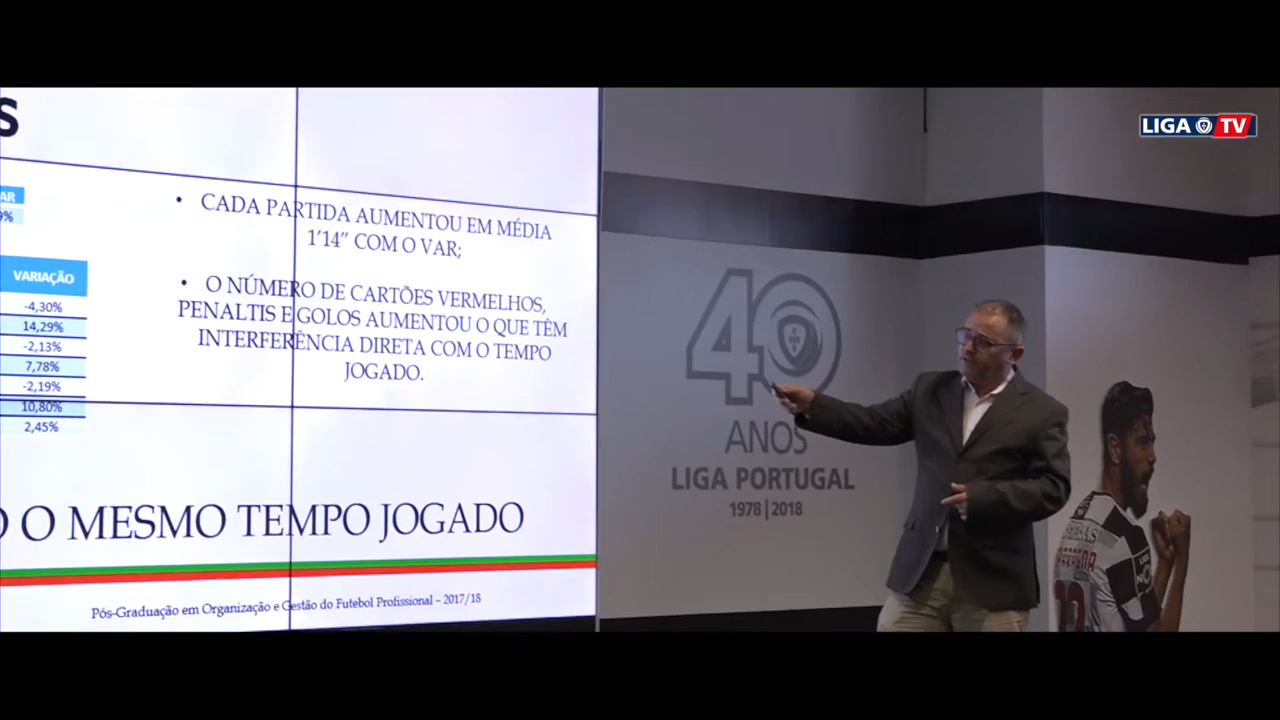 S
LIGA TV
AR
9%
• CADA PARTIDA AUMENTOU EM MÉDIA
1'14” COM O VAR;
VARIAÇÃO
-4,30%
14,29%
-2,13%
7,78%
-2,19%
10,80%
2,45%
• O NÚMERO DE CARTÕES VERMELHOS,
PENALTIS E GOLOS AUMENTOU O QUE TÊM
INTERFERÊNCIA DIRETA COM O TEMPO
JOGADO.
O O MESMO TEMPO JOGADO
Pós-Graduação em Organização e Gestão do Futebol Profissional – 2017/18
40
ANOS
LIGA PORTUGAL
1978|2018